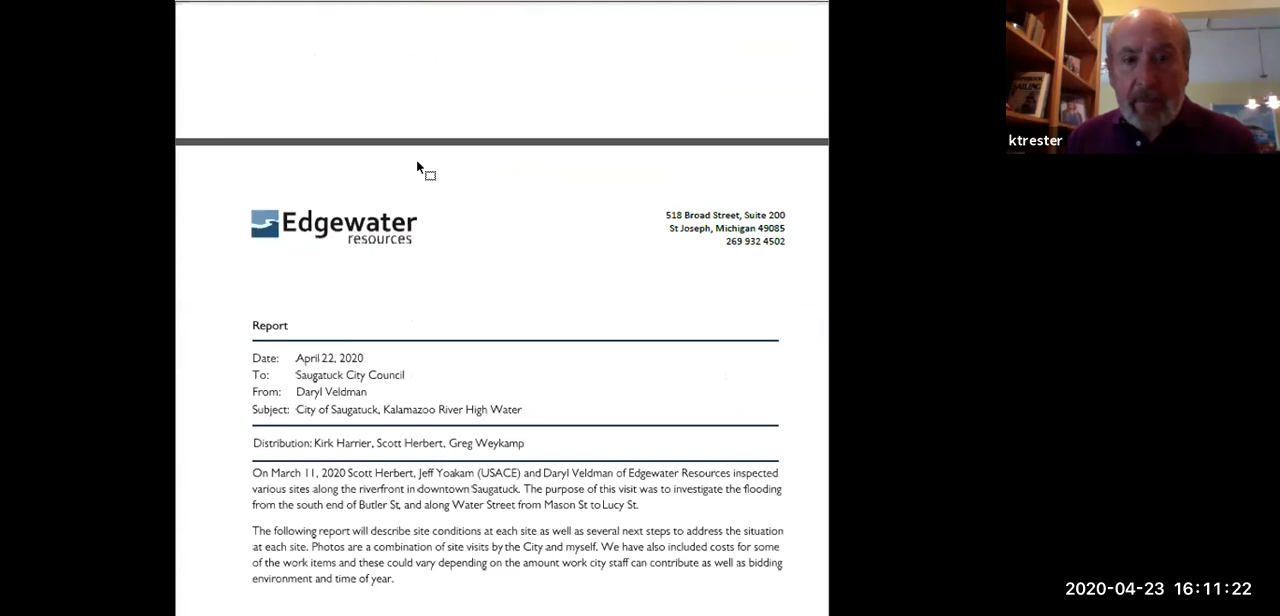 Edgewater
resources
518 Broad Street, Suite 200
St Joseph, Michigan 49085
269 932 4502
Report
Date: April 22, 2020
To: Saugatuck City Council
From: Daryl Veldman
Subject: City of Saugatuck, Kalamazoo River High Water
Distribution: Kirk Harrier, Scott Herbert, Greg Weykamp
On March 11, 2020 Scott Herbert, Jeff Yoakam (USACE) and Daryl Veldman of Edgewater Resources inspected
various sites along the riverfront in downtown Saugatuck. The purpose of this visit was to investigate the flooding
from the south end of Butler St, and along Water Street from Mason St to Lucy St.
The following report will describe site conditions at each site as well as several next steps to address the situation
at each site. Photos are a combination of site visits by the City and myself. We have also included costs for some
of the work items and these could vary depending on the amount work city staff can contribute as well as bidding
environment and time of year.
ktrester
SAILING
2020-04-23 16:11:22